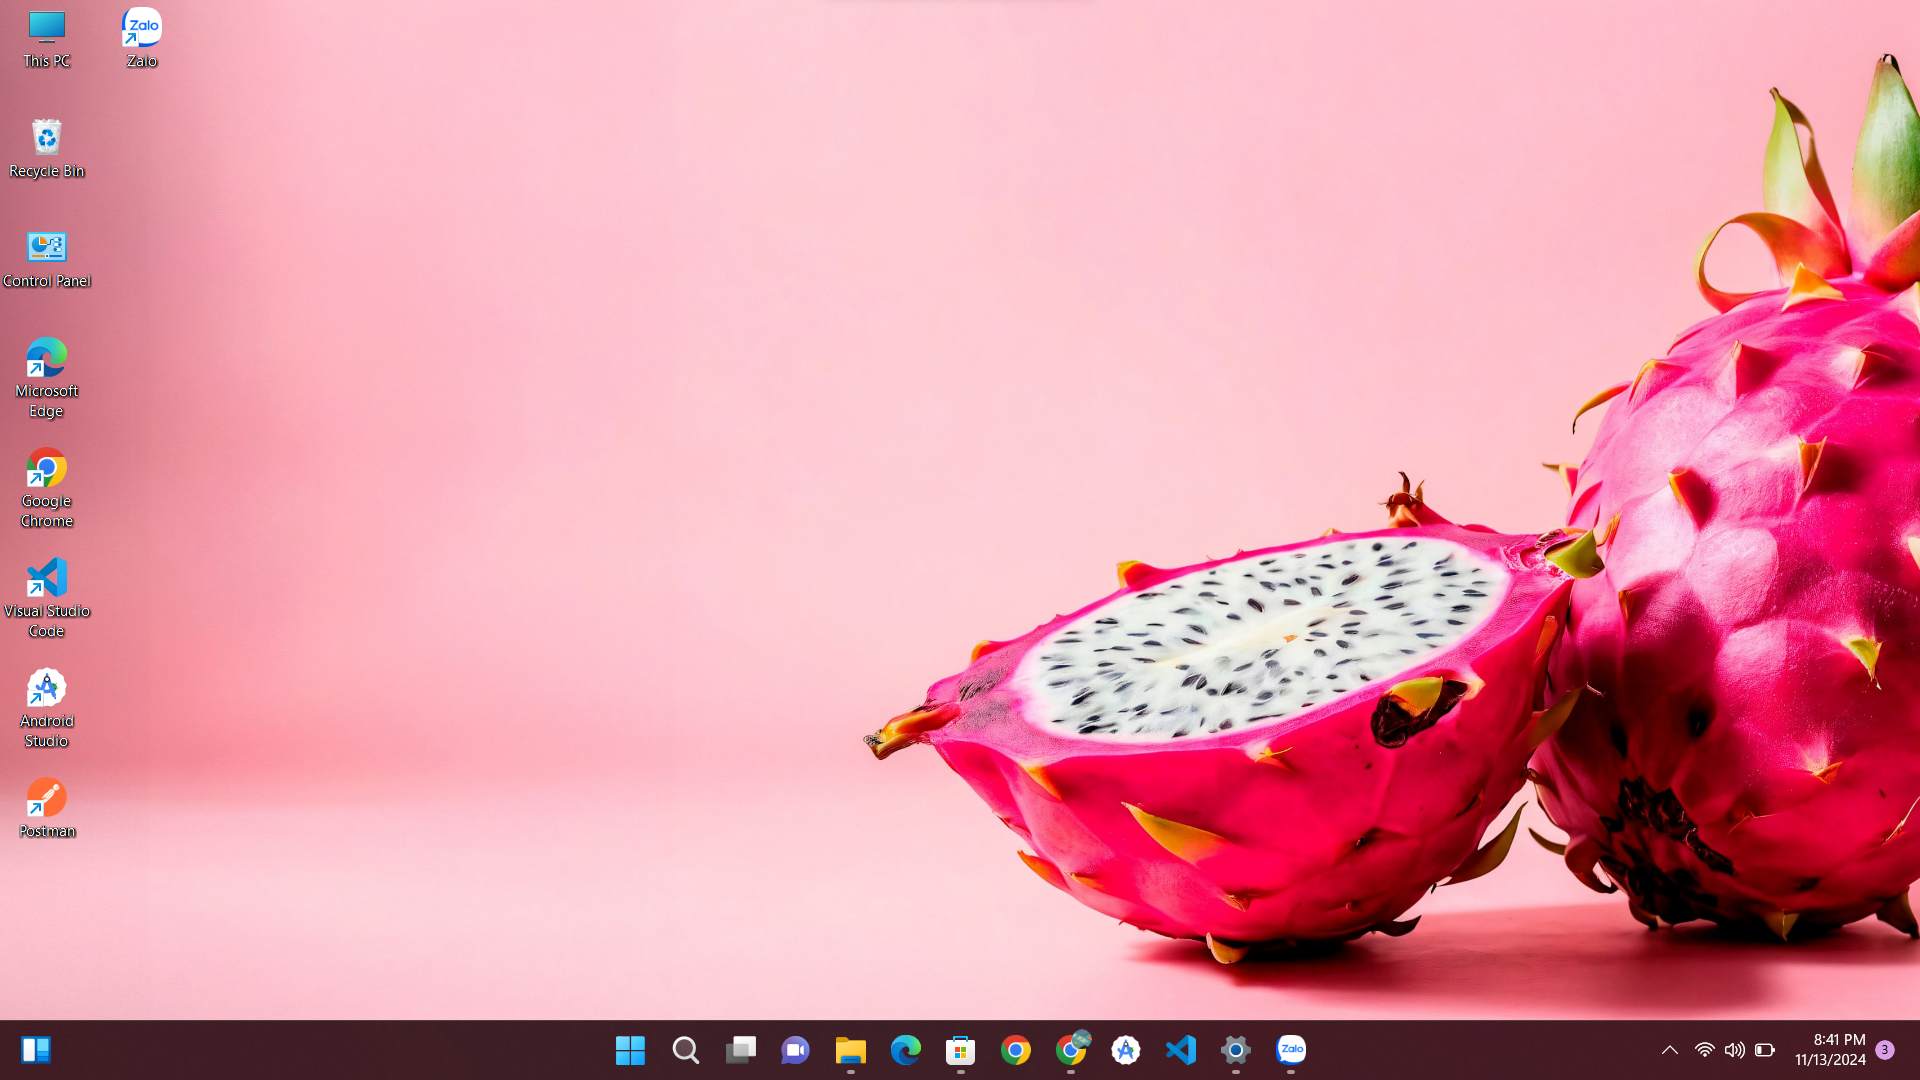 This PC
Zalo
Zalo
Recycle Bin
Control Panel
Microsoft
Edge
Google
Chrome
Visual Studio
Code
Android
Studio
Postman
Zalo
8:41 PM
11/13/2024
3